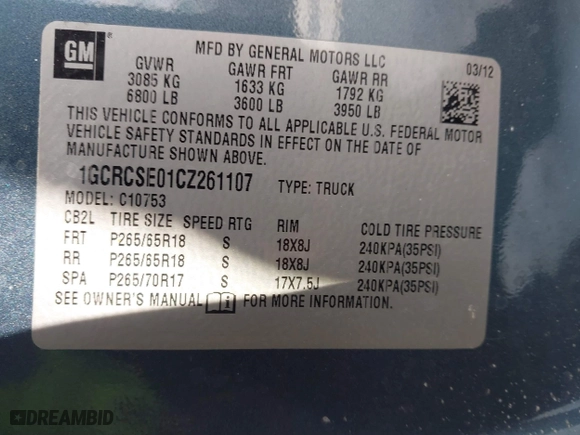 GM
MFD BY GENERAL MOTORS LLC
03/12
GVWR GAWR FRT GAWR RR
3085 KG 1633 KG 1792 KG
6800 LB 3600 LB 3950 LB
THIS VEHICLE CONFORMS TO ALL APPLICABLE U.S. FEDERAL MOTOR
VEHICLE SAFETY STANDARDS IN EFFECT ON THE DATE OF
MANUFACTURE SHOWN ABOVE.
1GCRCSE01CZ261107 TYPE: TRUCK
MODEL: C10753
CB2L TIRE SIZE SPEED RTG RIM COLD TIRE PRESSURE
FRT P265/65R18 S 18X8J 240KPA(35PSI)
RR P265/65R18 S 18X8J 240KPA(35PSI)
SPA P265/70R17 S 17X7.5J 240KPA(35PSI)
SEE OWNER'S MANUAL FOR MORE INFORMATION.
DREAMBID